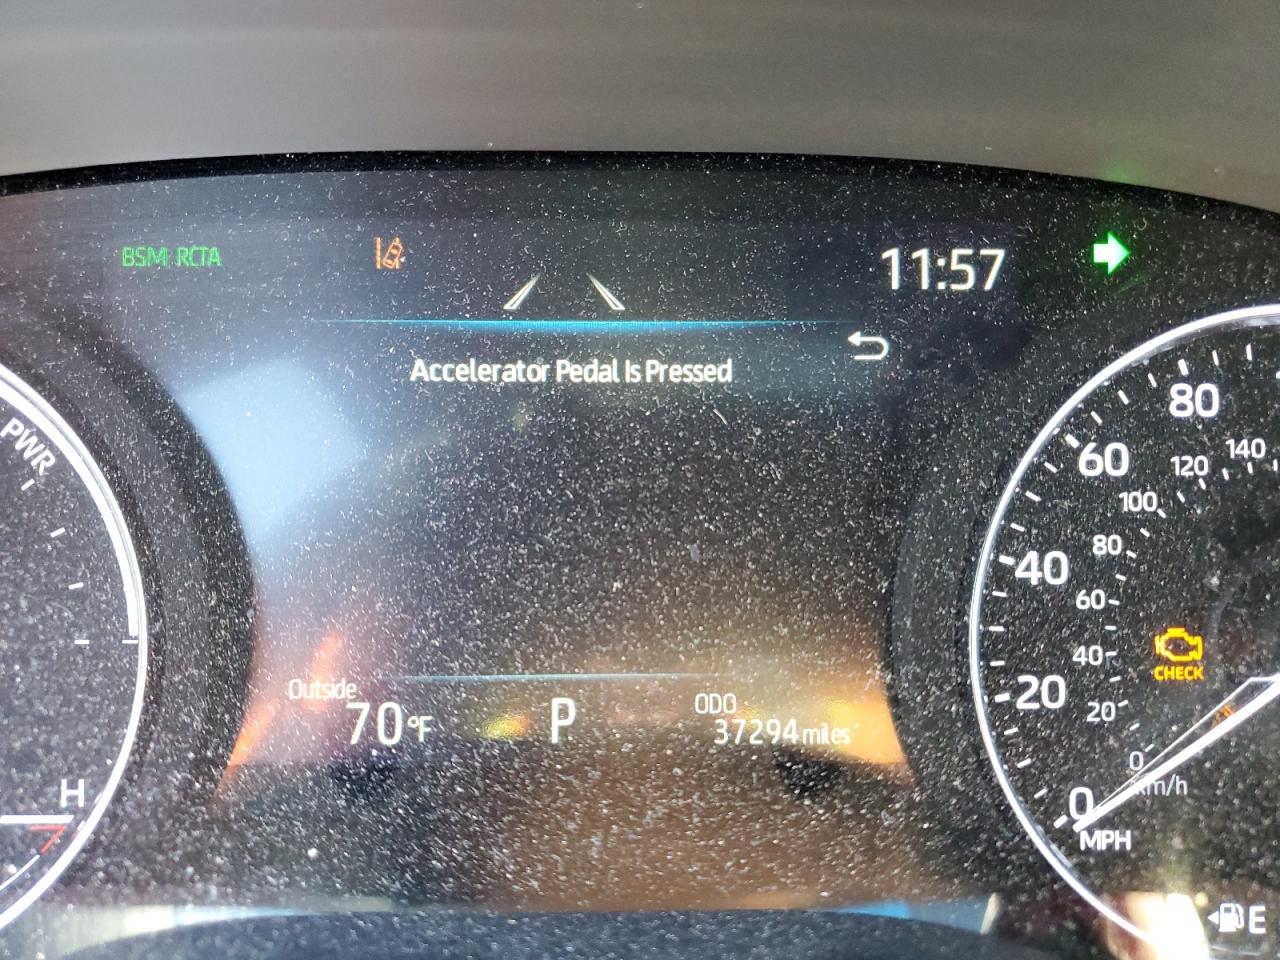 BSM RCTA
11:57
Accelerator Pedal Is Pressed
PWR
H
Outside
70°F
P
ODO
37294 miles
80
60
40
20
0
MPH
140
120
100
80
60
40
20
0
km/h
CHECK
E